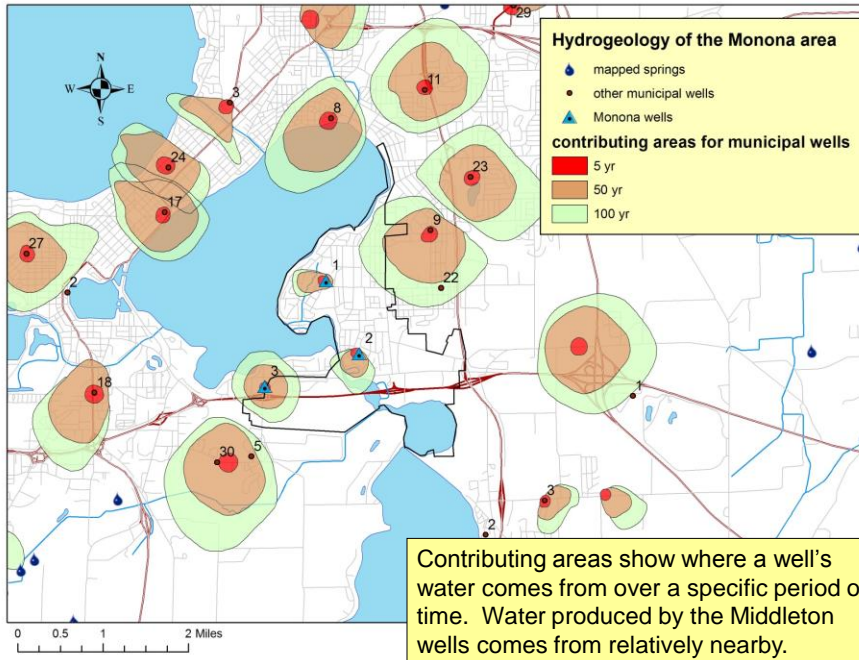 29
Hydrogeology of the Monona area
mapped springs
other municipal wells
Monona wells
contributing areas for municipal wells
5 yr
50 yr
100 yr
N
W E
S
3
11
8
24
23
17
9
27
2
22
1
2
3
18
1
30
5
3
2
Contributing areas show where a well's
water comes from over a specific period o
time. Water produced by the Middleton
wells comes from relatively nearby.
0 0.5 1 2 Miles